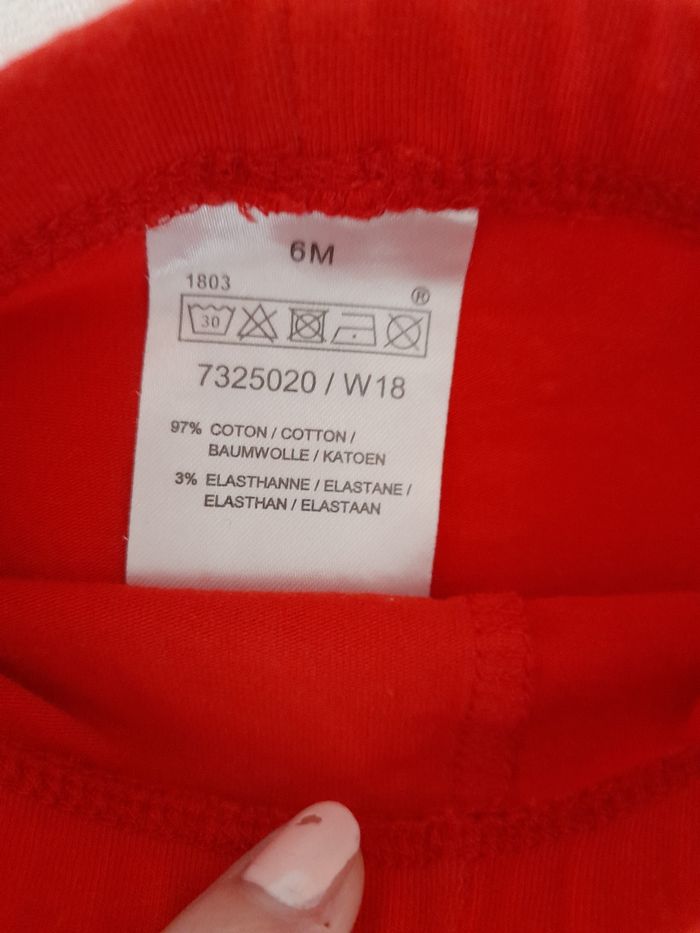 6M
1803
®
30
7325020 / W18
97% COTON / COTTON /
BAUMWOLLE / KATOEN
3% ELASTHANNE / ELASTANE /
ELASTHAN / ELASTAAN